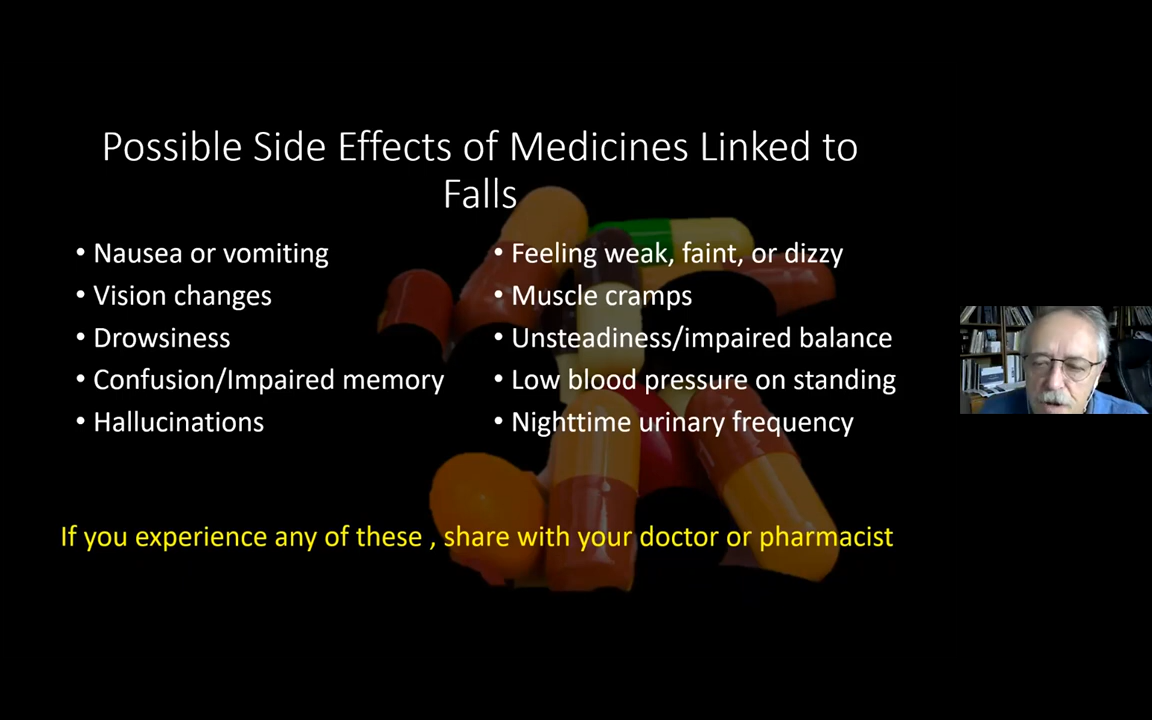 Possible Side Effects of Medicines Linked to
Falls
• Nausea or vomiting
• Vision changes
• Drowsiness
• Confusion/Impaired memory
• Hallucinations
• Feeling weak, faint, or dizzy
• Muscle cramps
• Unsteadiness/impaired balance
• Low blood pressure on standing
• Nighttime urinary frequency
If you experience any of these , share with your doctor or pharmacist